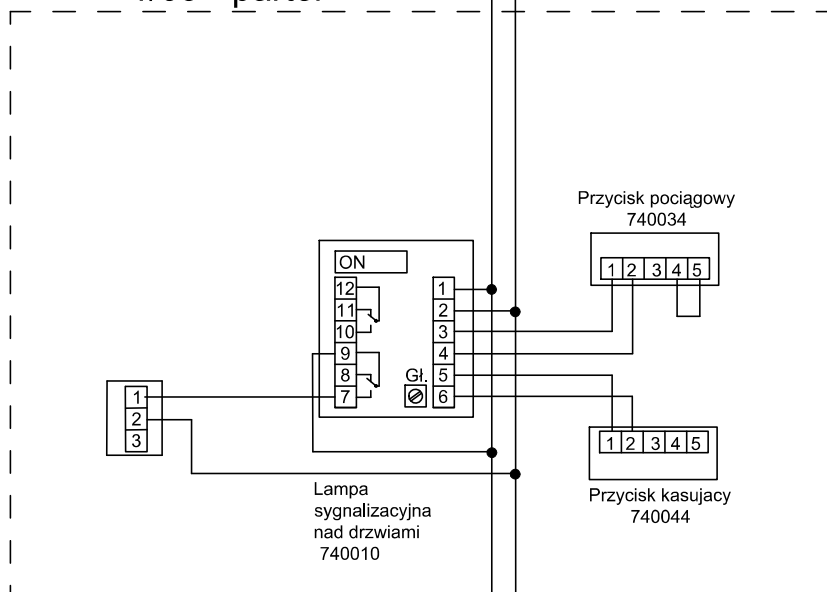 Przycisk pociągowy
740034
1 2 3 4 5
ON
12
11
10
9
8
7
1
2
3
4
5
6
Gł.
1
2
3
1 2 3 4 5
Przycisk kasujacy
740044
Lampa
sygnalizacyjna
nad drzwiami
740010